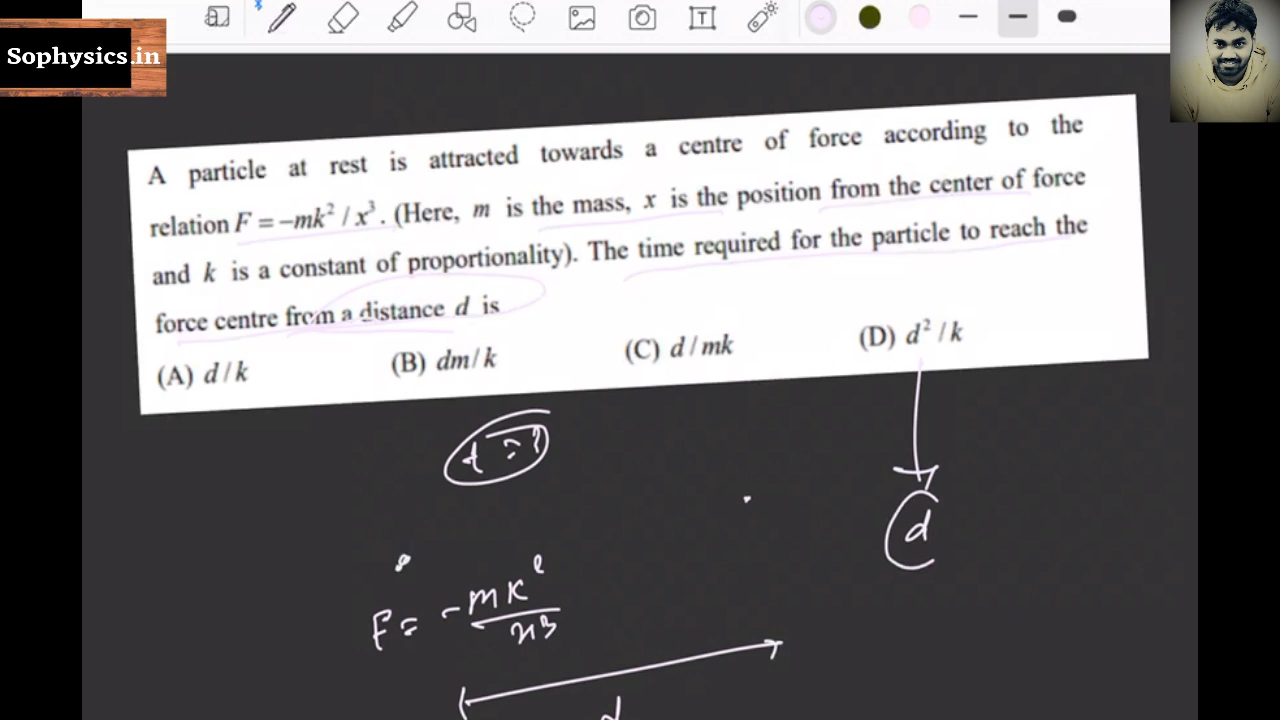 Sophysics.in
T
A particle at rest is attracted towards a centre of force according to the
relation F = −mk² / x³. (Here, m is the mass, x is the position from the center of force
and k is a constant of proportionality). The time required for the particle to reach the
force centre from a distance d is
(A) d / k (B) dm / k (C) d / mk (D) d² / k
t = ?
d
F = -mk²/x³
d